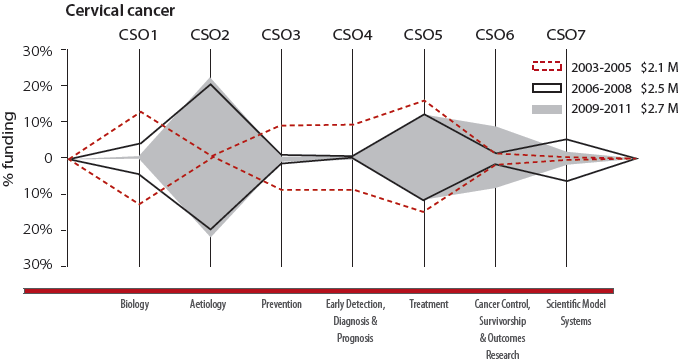 Cervical cancer
CSO1 CSO2 CSO3 CSO4 CSO5 CSO6 CSO7
30%
20%
10%
0
10%
20%
30%
% funding
2003-2005 $2.1 M
2006-2008 $2.5 M
2009-2011 $2.7 M
Biology
Aetiology
Prevention
Early Detection,
Diagnosis &
Prognosis
Treatment
Cancer Control,
Survivorship
& Outcomes
Research
Scientific Model
Systems